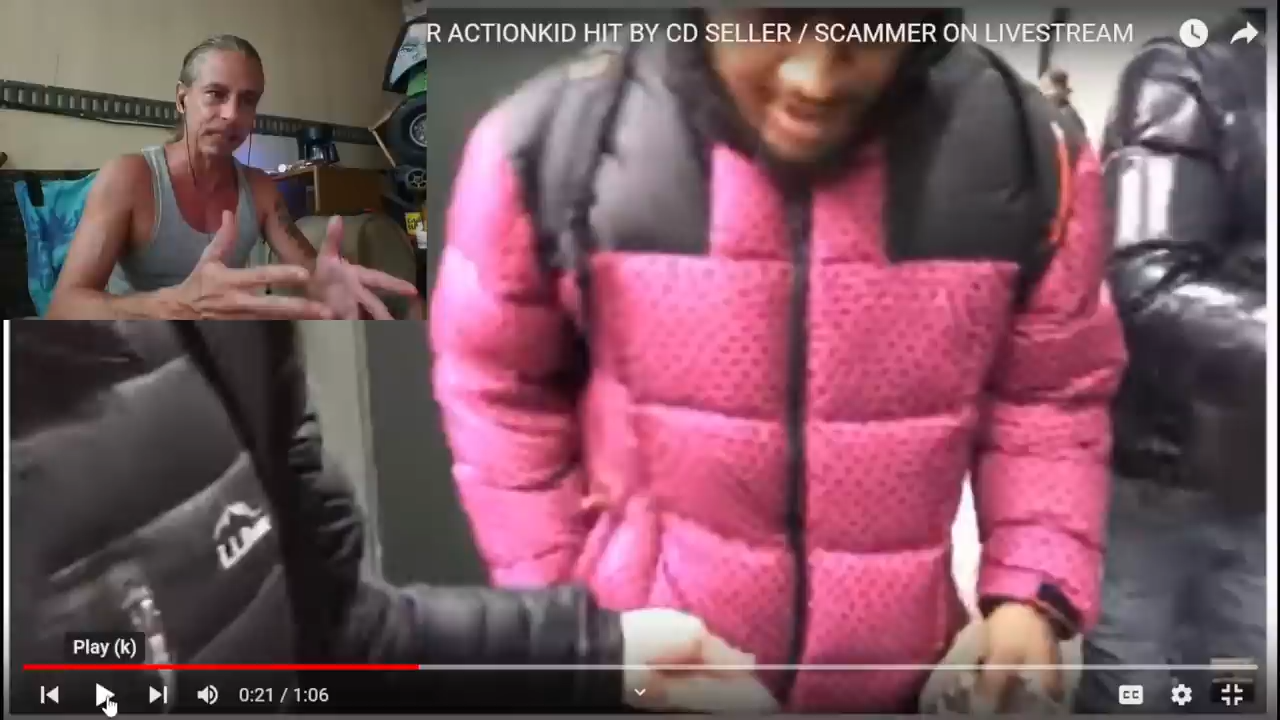 R ACTIONKID HIT BY CD SELLER / SCAMMER ON LIVESTREAM
Play (k)
0:21 / 1:06
CC